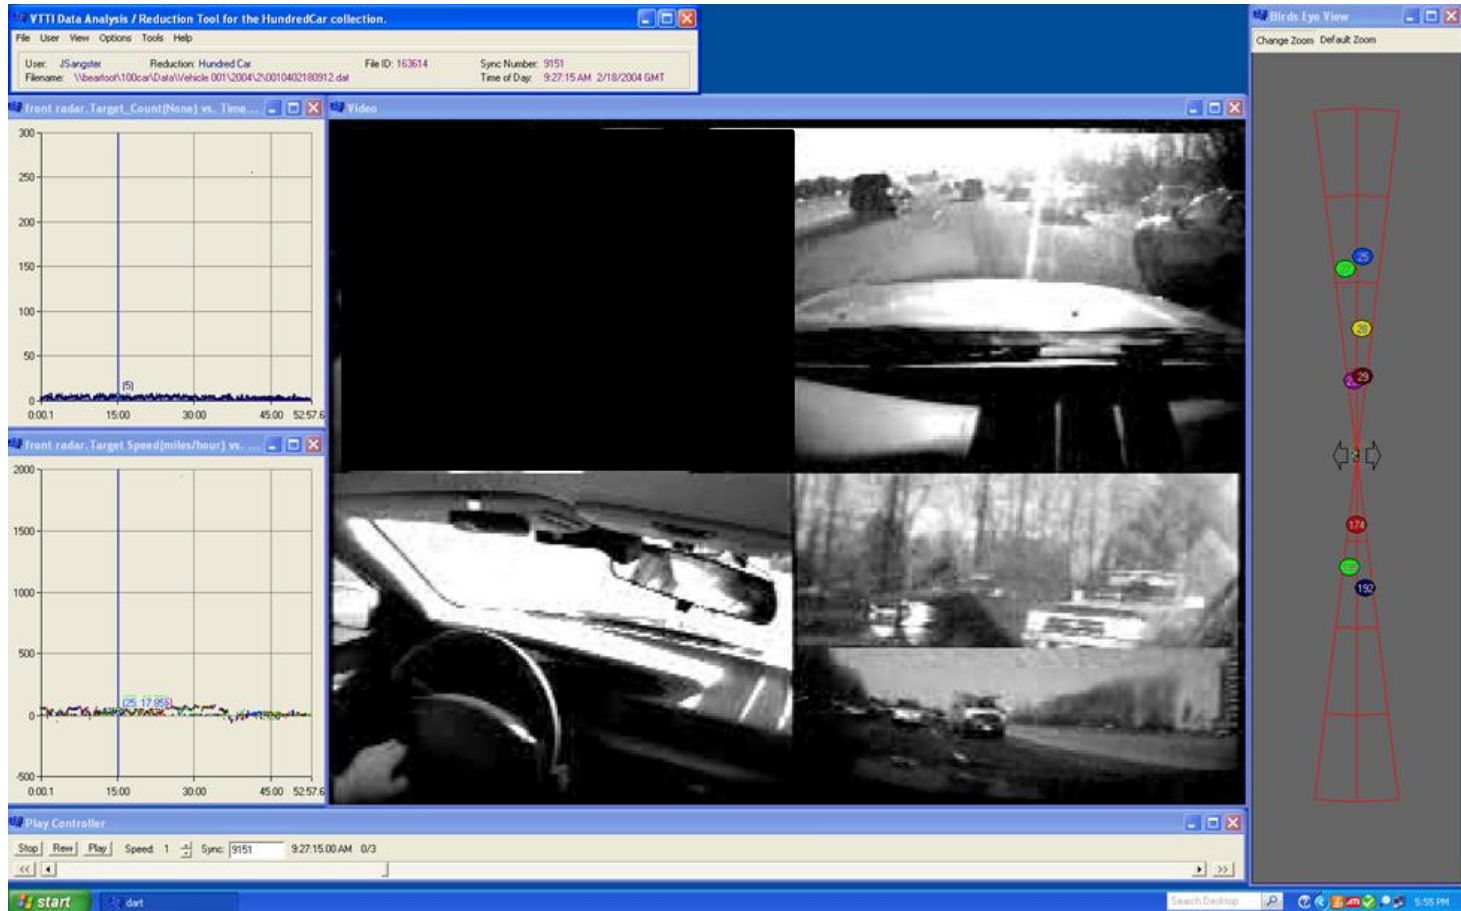 VTTI Data Analysis / Reduction Tool for the HundredCar collection.
File User View Options Tools Help
User: JSangster Reduction: Hundred Car File ID: 163614 Sync Number: 9151
Filename: \\beartool\100car\Data\Vehicle 001\2004\2\0010402180912.dat Time of Day: 9:27:15 AM 2/18/2004 GMT
Birds Eye View
Change Zoom Default Zoom
25
28
29
174
192
front radar.Target_Count(None) vs. Time...
300
250
200
150
100
50
0
(5)
0:00.1 15:00 30:00 45:00 52:57.6
front radar.Target Speed(miles/hour) vs. ...
2000
1500
1000
500
0
-500
0:00.1 15:00 30:00 45:00 52:57.6
Video
Play Controller
Stop Rew Play Speed: 1 Sync: 9151 9:27:15.00 AM 0/3
<< >>
start dart Search Desktop 5:55 PM